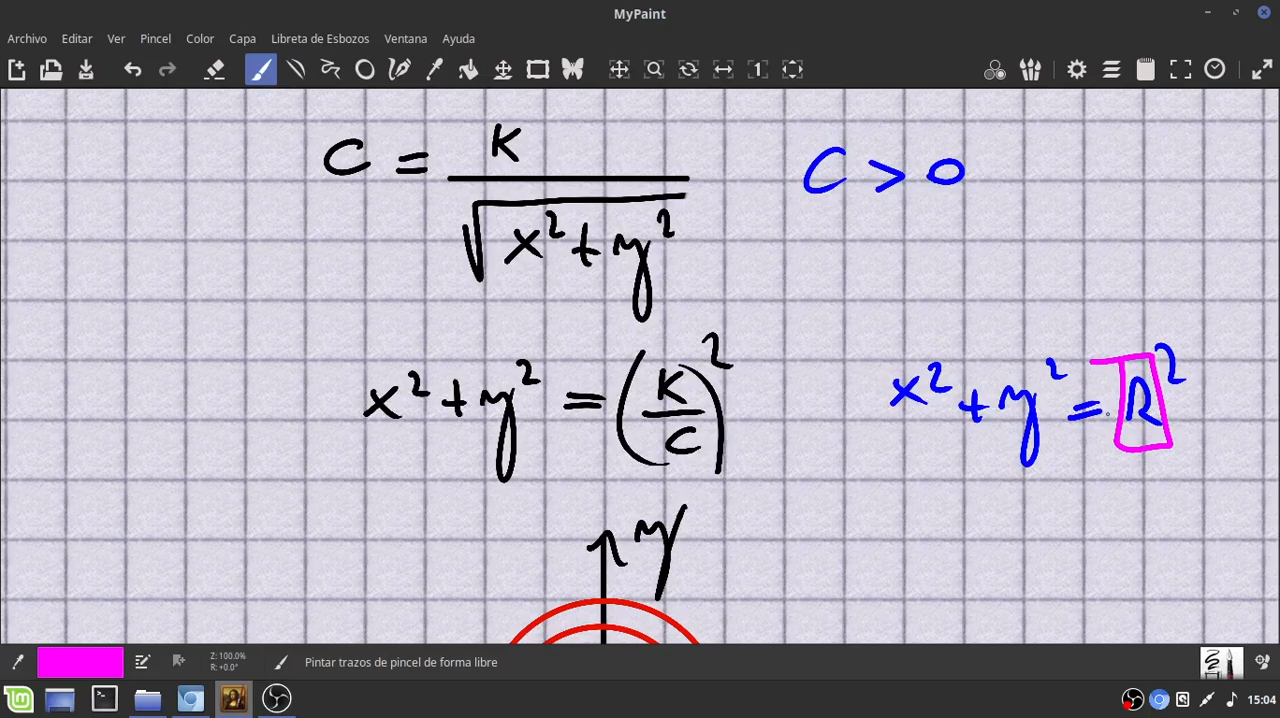 MyPaint
Archivo Editar Ver Pincel Color Capa Libreta de Esbozos Ventana Ayuda
C = K / √(x² + y²)
C > 0
x² + y² = (K/C)²
x² + y² = R²
y
Z: 100.0%
R: +0.0°
Pintar trazos de pincel de forma libre
15:04